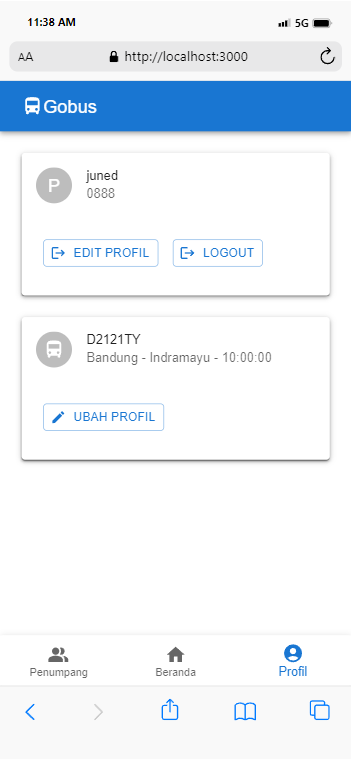 11:38 AM
5G
AA
http://localhost:3000
Gobus
P
juned
0888
EDIT PROFIL
LOGOUT
D2121TY
Bandung - Indramayu - 10:00:00
UBAH PROFIL
Penumpang
Beranda
Profil